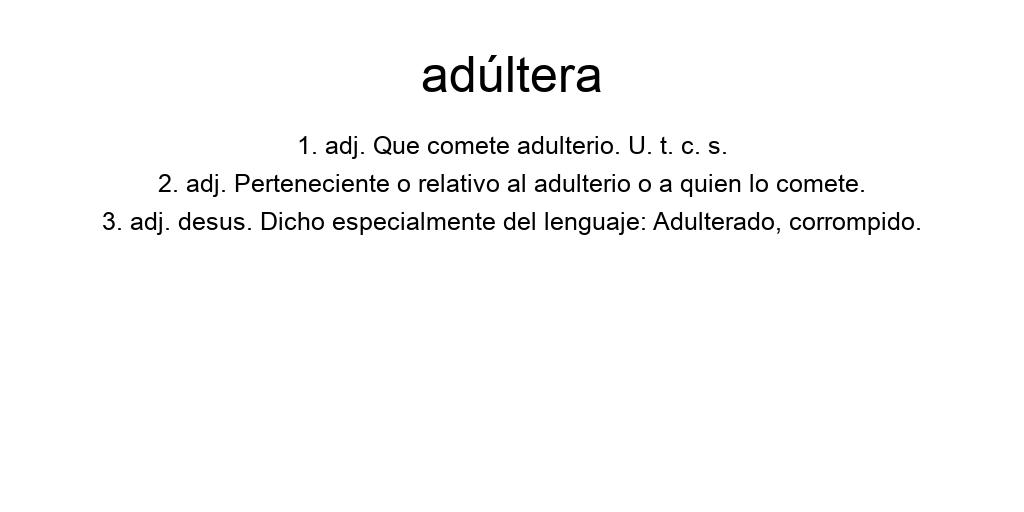 adúltera
1. adj. Que comete adulterio. U. t. c. s.
2. adj. Perteneciente o relativo al adulterio o a quien lo comete.
3. adj. desus. Dicho especialmente del lenguaje: Adulterado, corrompido.